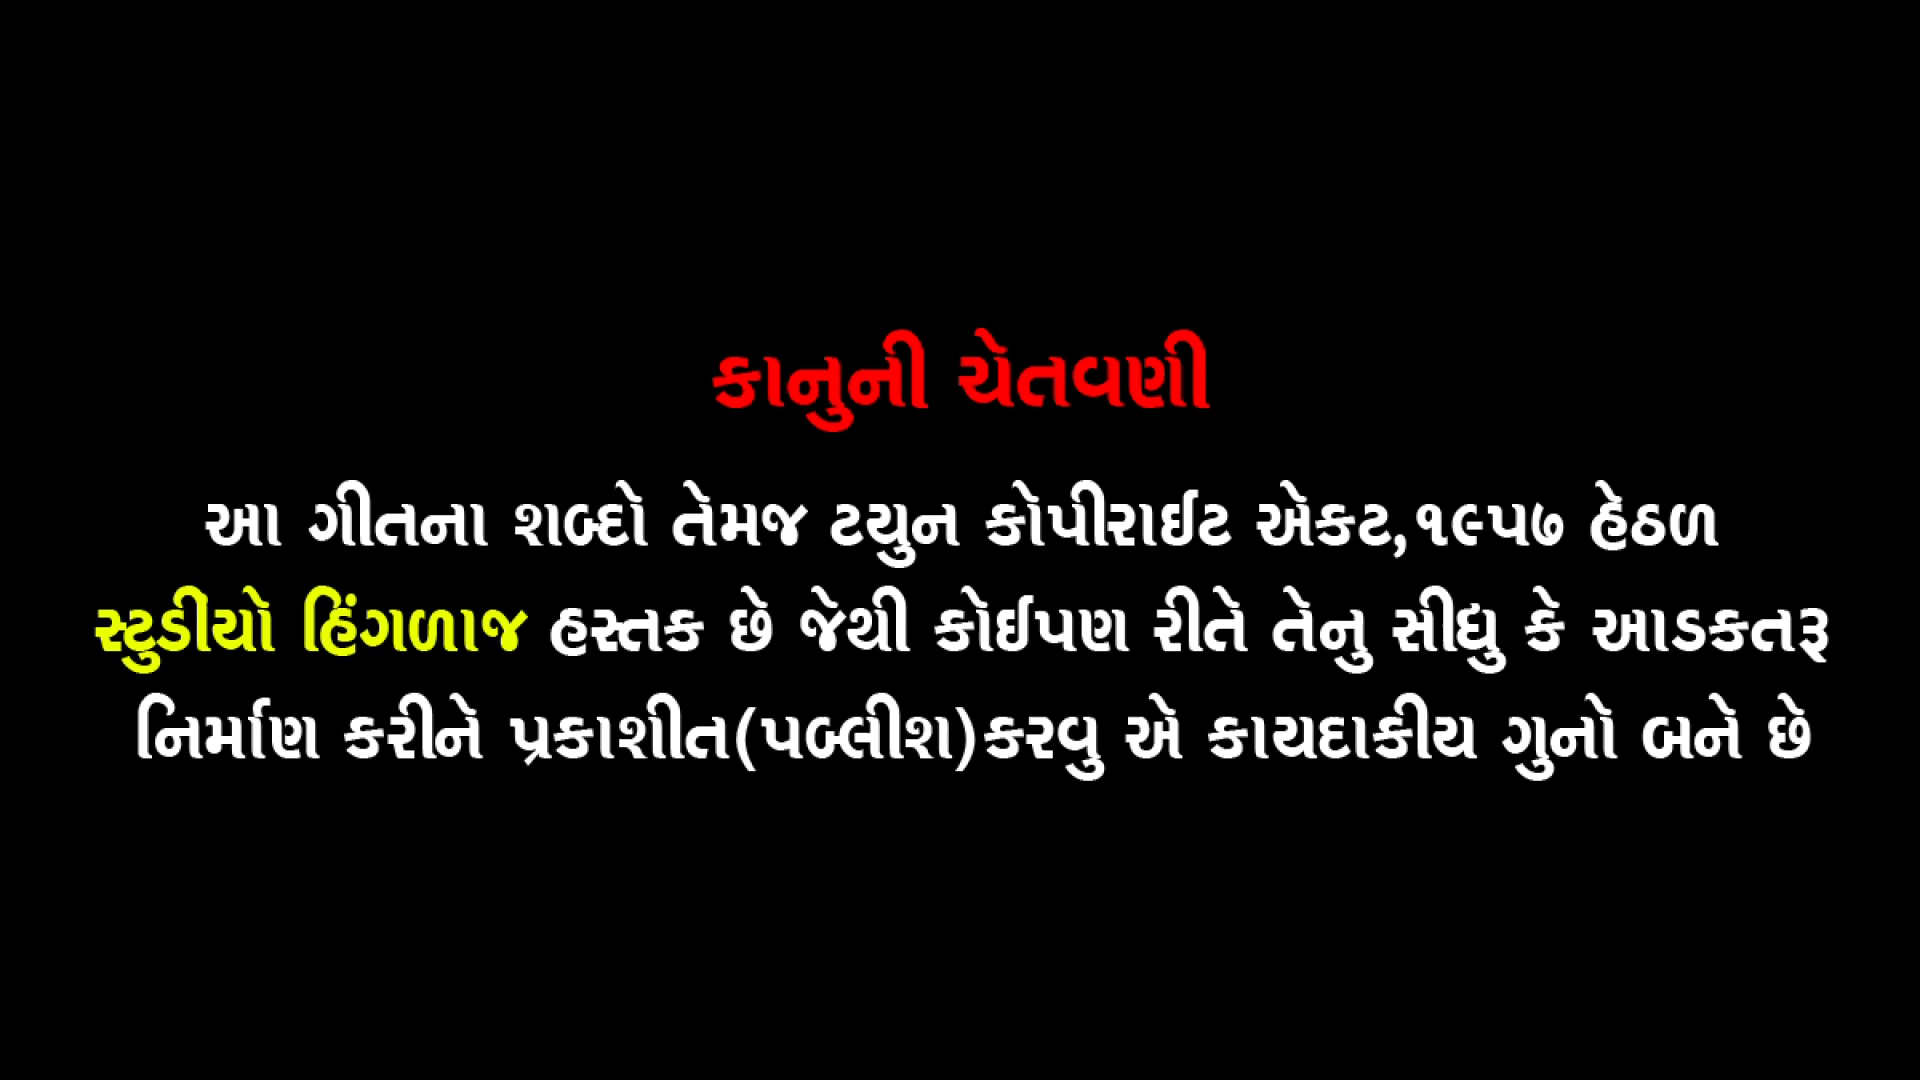 કાનુની ચેતવણી
આ ગીતના શબ્દો તેમજ ટયુન કોપીરાઈટ એકટ,૧૯૫૭ હેઠળ
સ્ટુડીયો હિંગળાજ હસ્તક છે જેથી કોઈપણ રીતે તેનુ સીધુ કે આડકતરૂ
નિર્માણ કરીને પ્રકાશીત(પબ્લીશ)કરવુ એ કાયદાકીય ગુનો બને છે